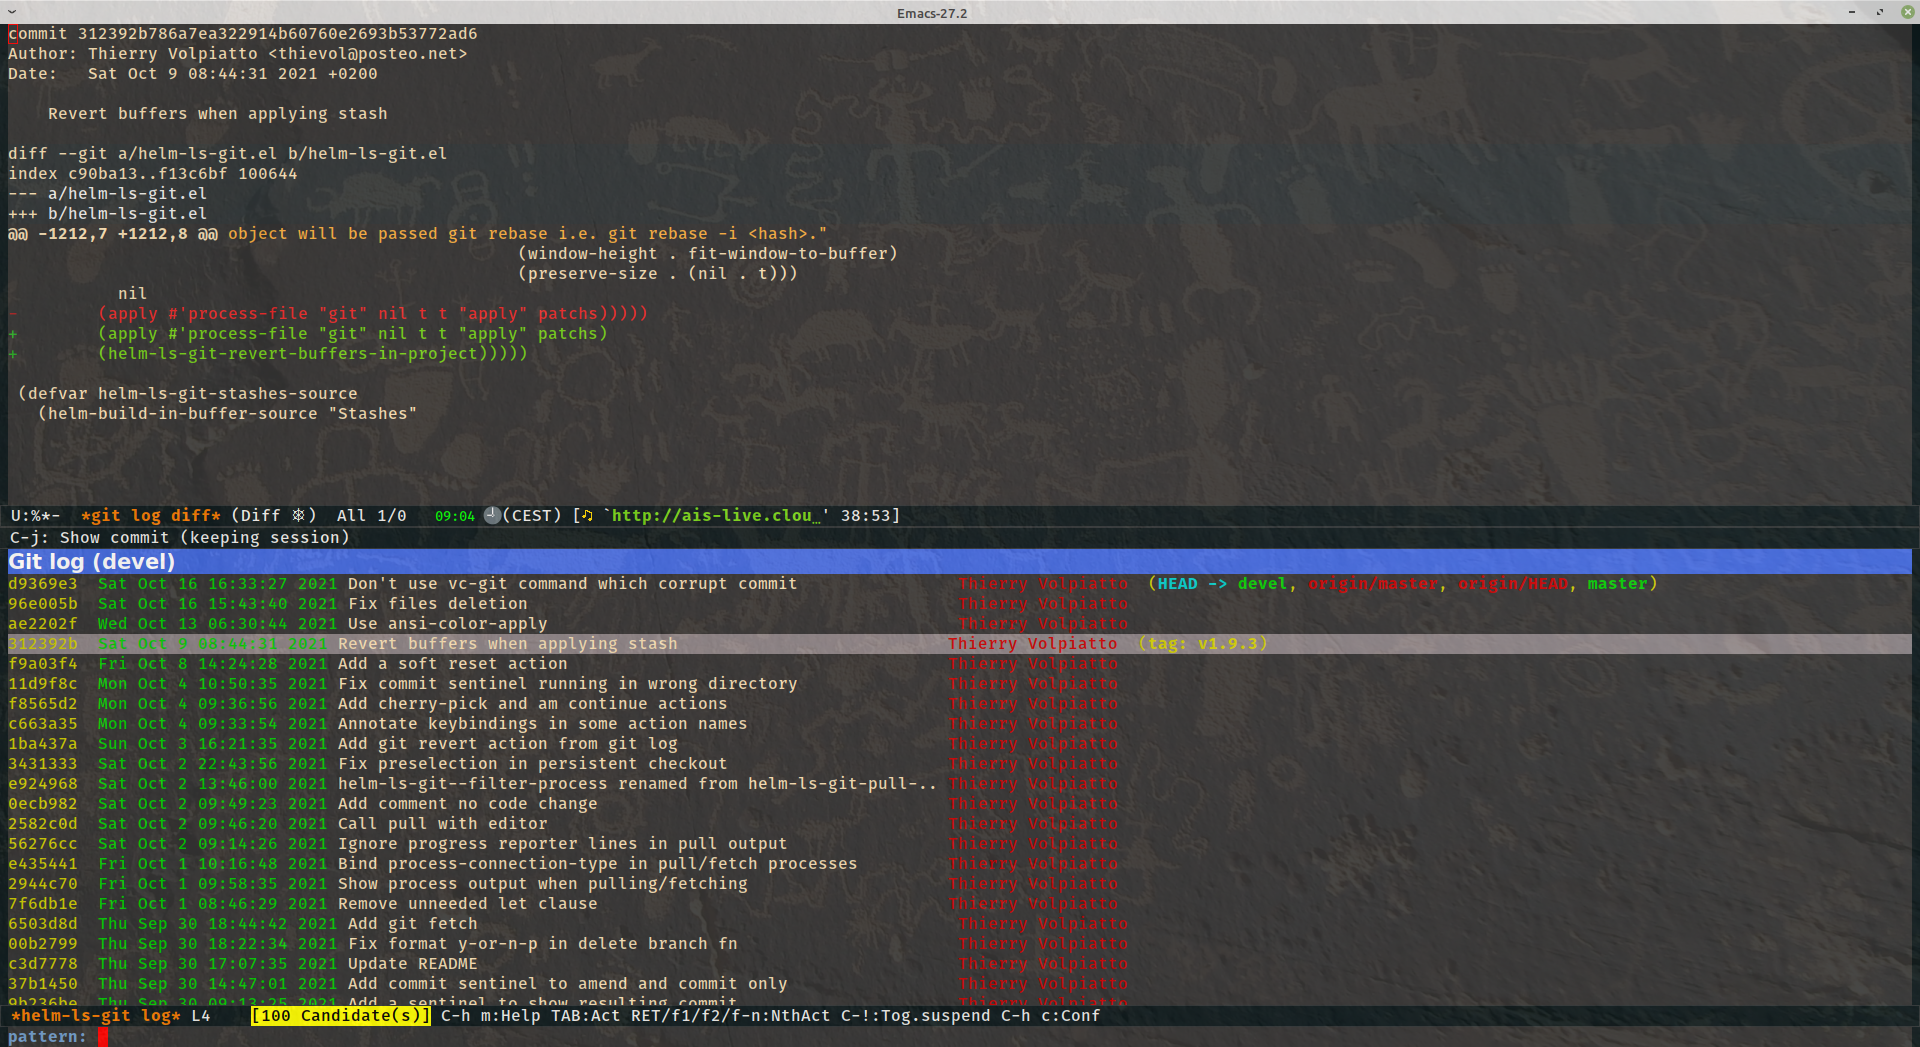 Emacs-27.2
commit 312392b786a7ea322914b60760e2693b53772ad6
Author: Thierry Volpiatto <thievol@posteo.net>
Date:   Sat Oct 9 08:44:31 2021 +0200
    Revert buffers when applying stash
diff --git a/helm-ls-git.el b/helm-ls-git.el
index c90ba13..f13c6bf 100644
--- a/helm-ls-git.el
+++ b/helm-ls-git.el
@@ -1212,7 +1212,8 @@ object will be passed git rebase i.e. git rebase -i <hash>."
                                                   (window-height . fit-window-to-buffer)
                                                   (preserve-size . (nil . t)))
           nil
-        (apply #'process-file "git" nil t t "apply" patchs)))))
+        (apply #'process-file "git" nil t t "apply" patchs)
+        (helm-ls-git-revert-buffers-in-project)))))
 (defvar helm-ls-git-stashes-source
   (helm-build-in-buffer-source "Stashes"
U:%*-  *git log diff* (Diff )  All 1/0   09:04 (CEST) [♫ `http://ais-live.clou…' 38:53]
C-j: Show commit (keeping session)
Git log (devel)
d9369e3  Sat Oct 16 16:33:27 2021 Don't use vc-git command which corrupt commit                Thierry Volpiatto  (HEAD -> devel, origin/master, origin/HEAD, master)
96e005b  Sat Oct 16 15:43:40 2021 Fix files deletion                                           Thierry Volpiatto
ae2202f  Wed Oct 13 06:30:44 2021 Use ansi-color-apply                                         Thierry Volpiatto
312392b  Sat Oct 9 08:44:31 2021 Revert buffers when applying stash                           Thierry Volpiatto  (tag: v1.9.3)
f9a03f4  Fri Oct 8 14:24:28 2021 Add a soft reset action                                      Thierry Volpiatto
11d9f8c  Mon Oct 4 10:50:35 2021 Fix commit sentinel running in wrong directory               Thierry Volpiatto
f8565d2  Mon Oct 4 09:36:56 2021 Add cherry-pick and am continue actions                      Thierry Volpiatto
c663a35  Mon Oct 4 09:33:54 2021 Annotate keybindings in some action names                    Thierry Volpiatto
1ba437a  Sun Oct 3 16:21:35 2021 Add git revert action from git log                           Thierry Volpiatto
3431333  Sat Oct 2 22:43:56 2021 Fix preselection in persistent checkout                      Thierry Volpiatto
e924968  Sat Oct 2 13:46:00 2021 helm-ls-git--filter-process renamed from helm-ls-git-pull-.. Thierry Volpiatto
0ecb982  Sat Oct 2 09:49:23 2021 Add comment no code change                                   Thierry Volpiatto
2582c0d  Sat Oct 2 09:46:20 2021 Call pull with editor                                        Thierry Volpiatto
56276cc  Sat Oct 2 09:14:26 2021 Ignore progress reporter lines in pull output                Thierry Volpiatto
e435441  Fri Oct 1 10:16:48 2021 Bind process-connection-type in pull/fetch processes         Thierry Volpiatto
2944c70  Fri Oct 1 09:58:35 2021 Show process output when pulling/fetching                    Thierry Volpiatto
7f6db1e  Fri Oct 1 08:46:29 2021 Remove unneeded let clause                                   Thierry Volpiatto
6503d8d  Thu Sep 30 18:44:42 2021 Add git fetch                                                Thierry Volpiatto
00b2799  Thu Sep 30 18:22:34 2021 Fix format y-or-n-p in delete branch fn                      Thierry Volpiatto
c3d7778  Thu Sep 30 17:07:35 2021 Update README                                                Thierry Volpiatto
37b1450  Thu Sep 30 14:47:01 2021 Add commit sentinel to amend and commit only                 Thierry Volpiatto
9b236be  Thu Sep 30 09:13:25 2021 Add a sentinel to show resulting commit                      Thierry Volpiatto
*helm-ls-git log* L4    [100 Candidate(s)] C-h m:Help TAB:Act RET/f1/f2/f-n:NthAct C-!:Tog.suspend C-h c:Conf
pattern: